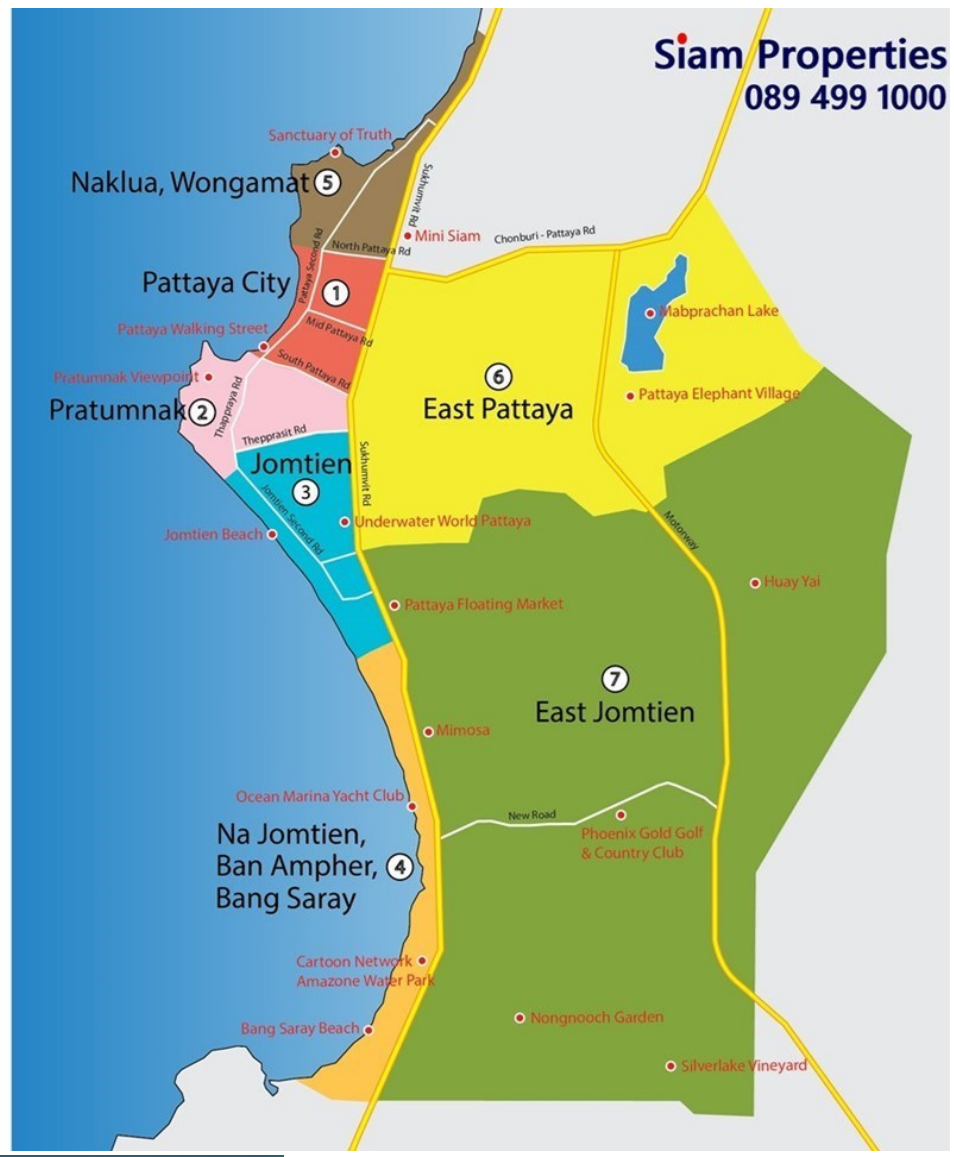 Siam Properties
089 499 1000
Sanctuary of Truth
Naklua, Wongamat 5
Sukhumvit Rd
Mini Siam
Chonburi - Pattaya Rd
North Pattaya Rd
Pattaya Second Rd
Pattaya City
1
Mabprachan Lake
Mid Pattaya Rd
Pattaya Walking Street
South Pattaya Rd
Pratumnak Viewpoint
6
East Pattaya
Pattaya Elephant Village
Pratumnak 2
Thappraya Rd
Thepprasit Rd
Jomtien
3
Sukhumvit Rd
Jomtien Second Rd
Underwater World Pattaya
Jomtien Beach
Motorway
Huay Yai
Pattaya Floating Market
7
East Jomtien
Mimosa
Ocean Marina Yacht Club
New Road
Phoenix Gold Golf
& Country Club
Na Jomtien,
Ban Ampher,
Bang Saray
4
Cartoon Network
Amazone Water Park
Bang Saray Beach
Nongnooch Garden
Silverlake Vineyard